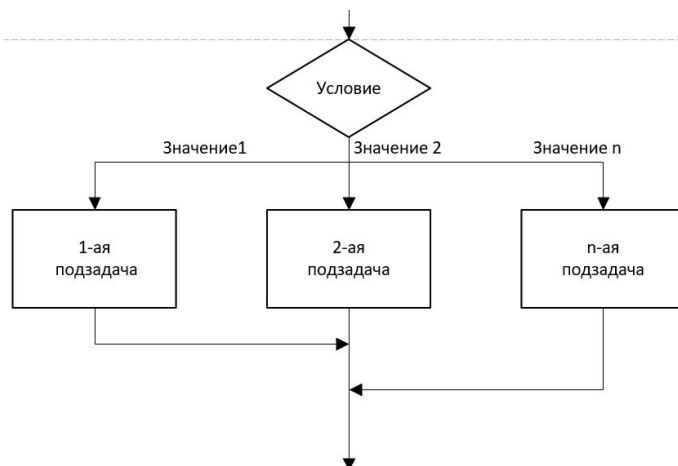 Условие
Значение1
Значение 2
Значение n
1-ая
подзадача
2-ая
подзадача
n-ая
подзадача